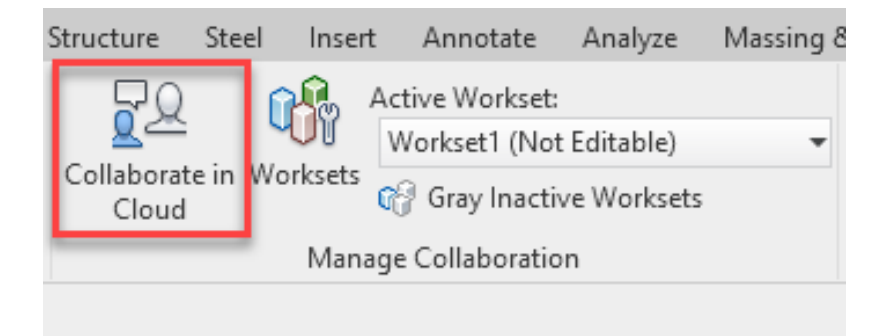 Structure Steel Insert Annotate Analyze Massing &
Active Workset:
Workset1 (Not Editable)
Collaborate in
Cloud
Worksets
Gray Inactive Worksets
Manage Collaboration